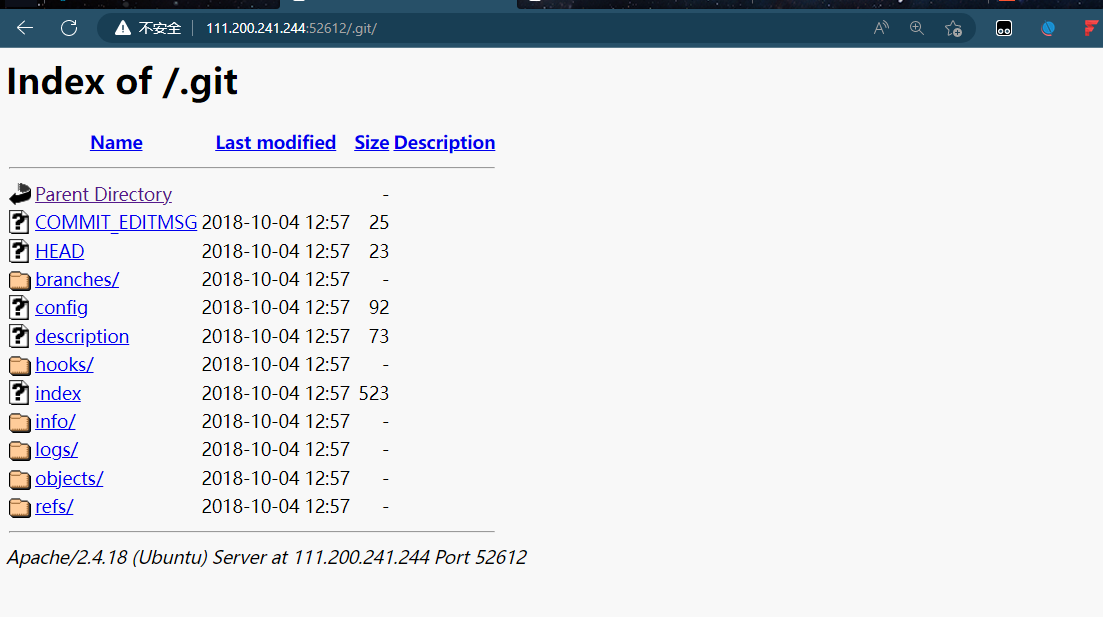 不安全 111.200.241.244:52612/.git/
Index of /.git
Name Last modified Size Description
Parent Directory -
COMMIT_EDITMSG 2018-10-04 12:57 25
HEAD 2018-10-04 12:57 23
branches/ 2018-10-04 12:57 -
config 2018-10-04 12:57 92
description 2018-10-04 12:57 73
hooks/ 2018-10-04 12:57 -
index 2018-10-04 12:57 523
info/ 2018-10-04 12:57 -
logs/ 2018-10-04 12:57 -
objects/ 2018-10-04 12:57 -
refs/ 2018-10-04 12:57 -
Apache/2.4.18 (Ubuntu) Server at 111.200.241.244 Port 52612